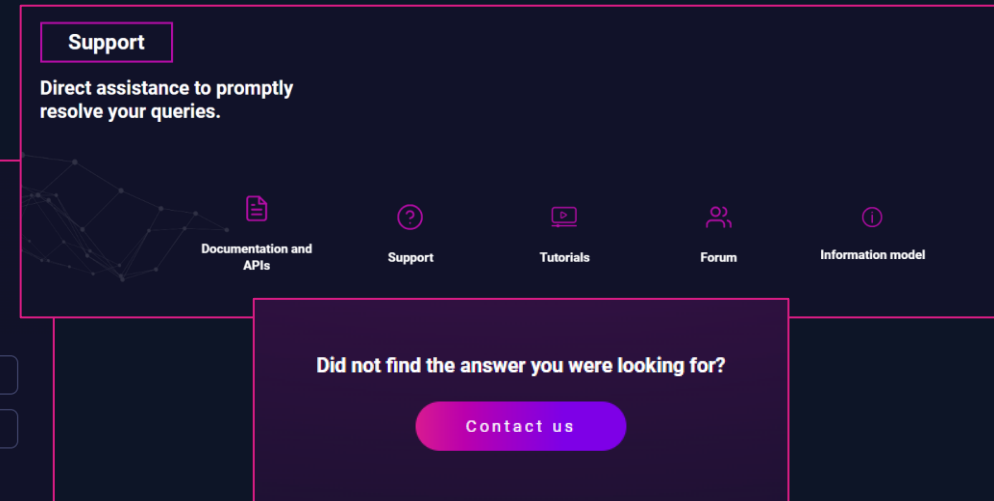 Support
Direct assistance to promptly
resolve your queries.
Documentation and
APIs
Support
Tutorials
Forum
Information model
Did not find the answer you were looking for?
Contact us